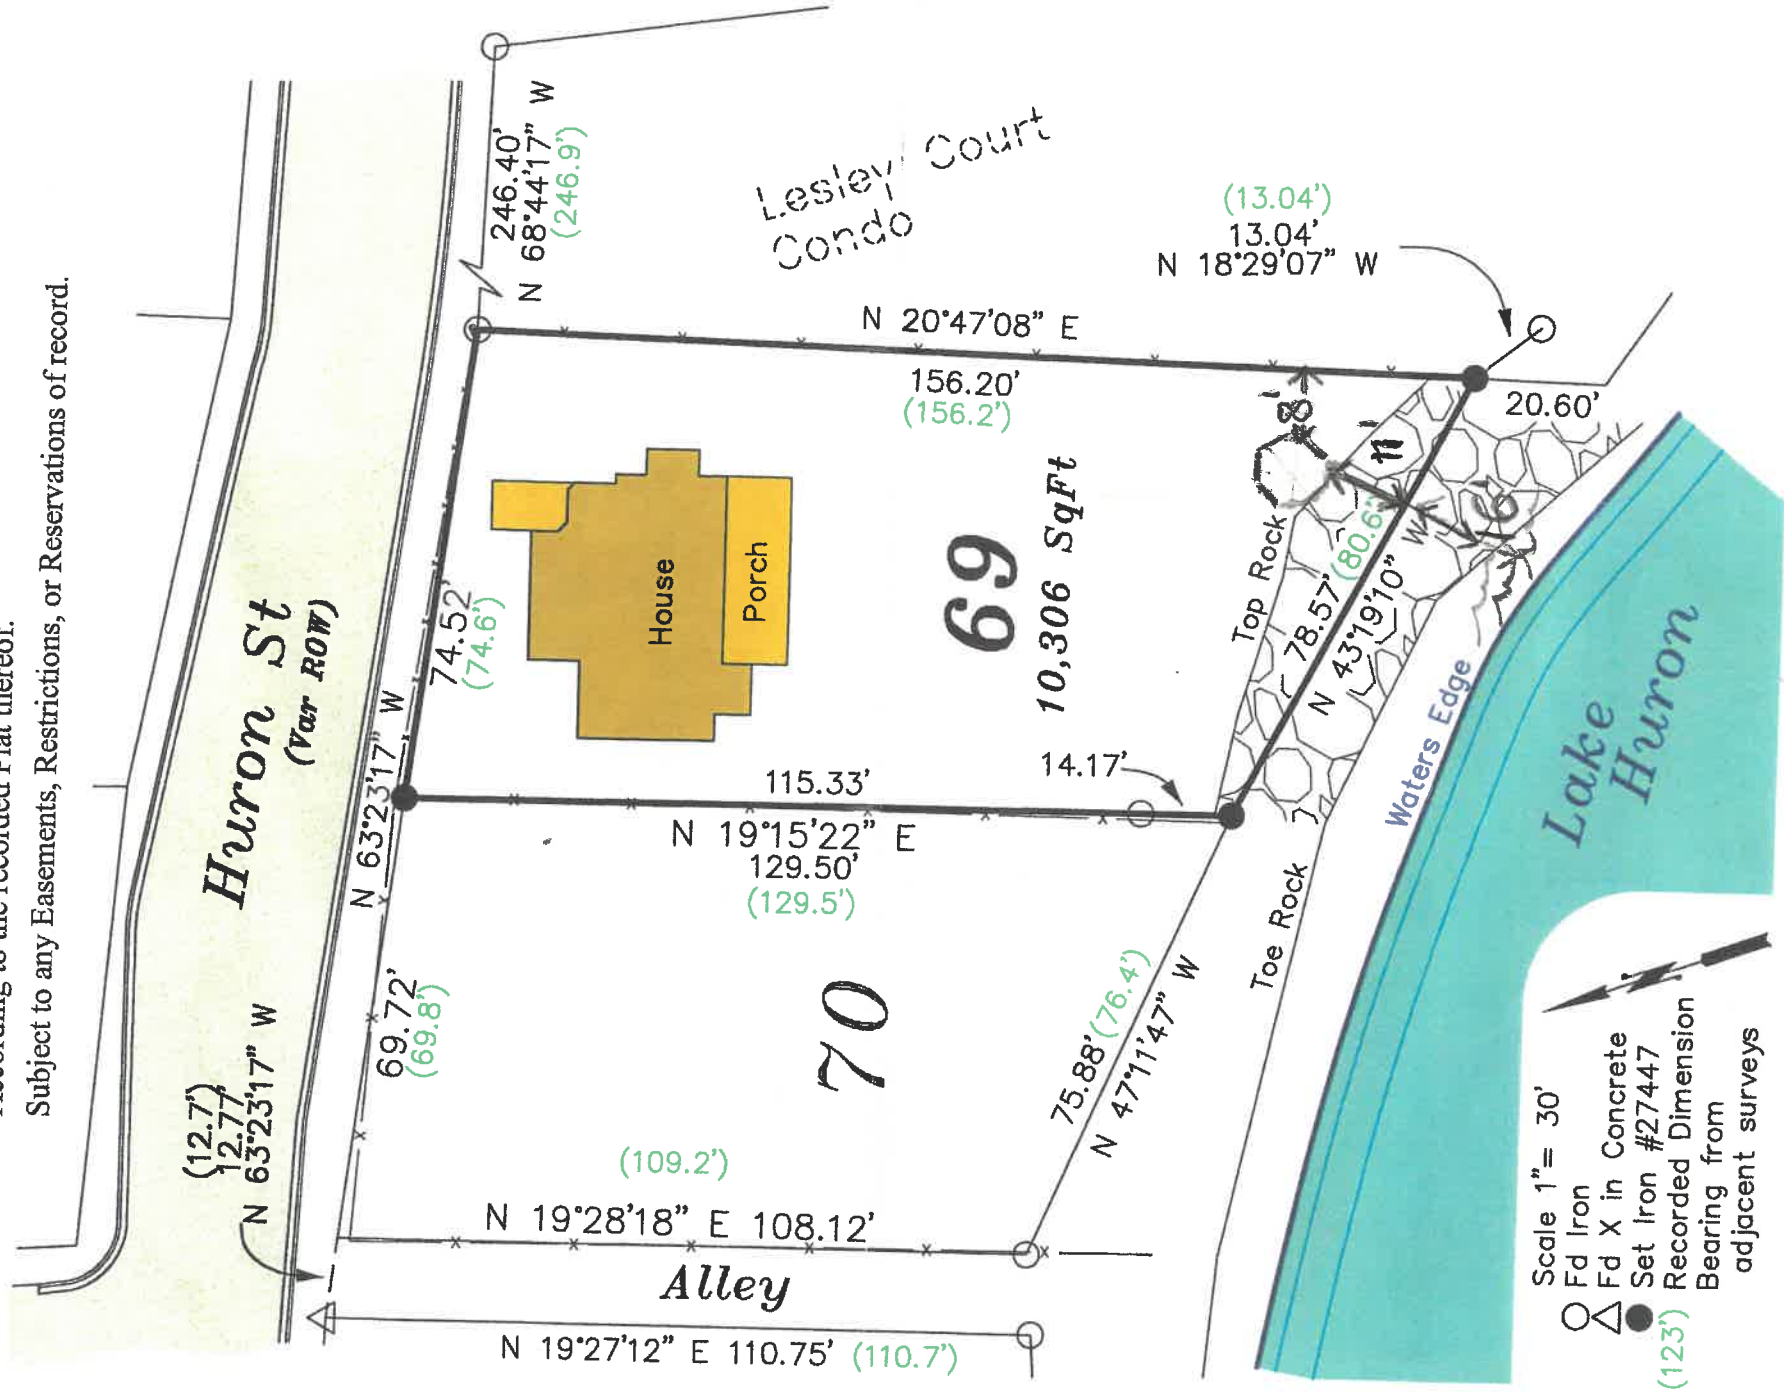 According to the recorded Plat thereof.
Subject to any Easements, Restrictions, or Reservations of record.
Huron St
(Var ROW)
(12.7')
12.77'
N 63°23'17" W
N 63°23'17" W
74.52'
(74.6')
69.72'
(69.8')
246.40'
N 68°44'17" W
(246.9')
Lesley Court
Condo
(13.04')
13.04'
N 18°29'07" W
N 20°47'08" E
156.20'
(156.2')
House
Porch
69
10,306 SqFt
115.33'
N 19°15'22" E
129.50'
(129.5')
14.17'
8'
11'
16'
20.60'
Top Rock
78.57' (80.6')
N 43°19'10" W
70
75.88' (76.4')
N 47°11'47" W
(109.2')
N 19°28'18" E 108.12'
Alley
N 19°27'12" E 110.75' (110.7')
Toe Rock
Waters Edge
Lake
Huron
Scale 1"= 30'
Fd Iron
Fd X in Concrete
Set Iron #27447
(123') Recorded Dimension
Bearing from
adjacent surveys